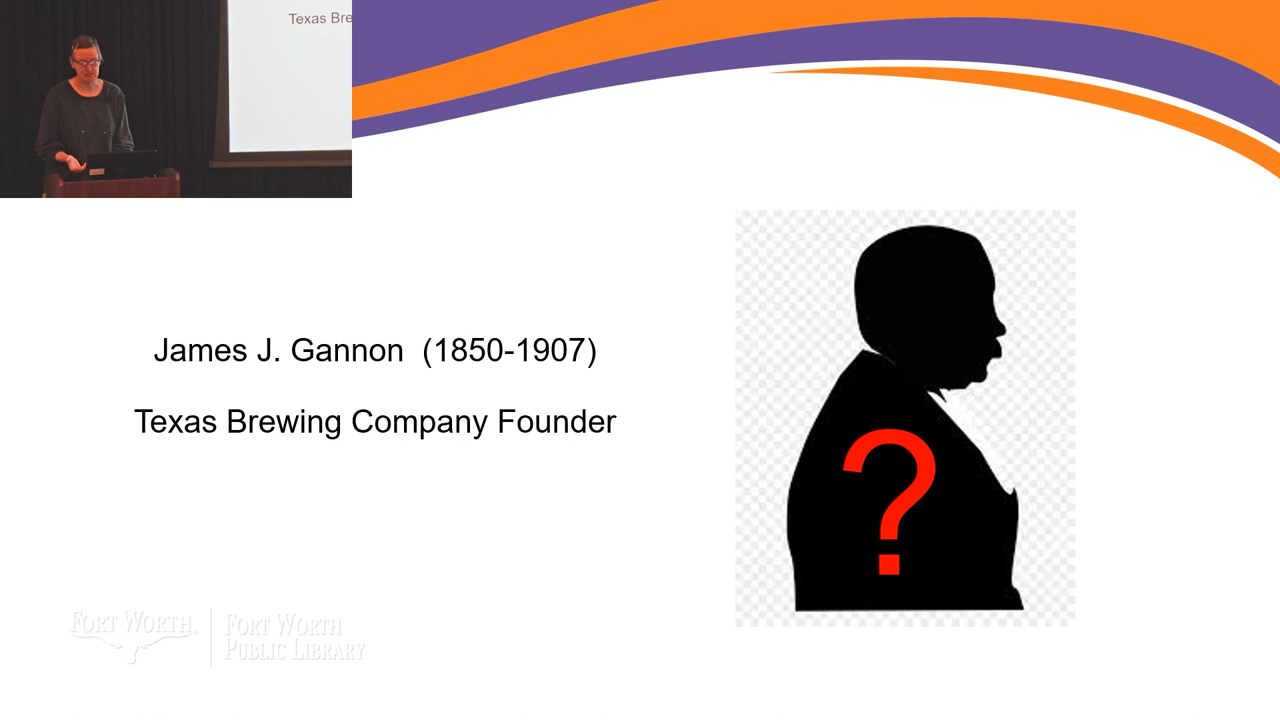 Texas Bre
James J. Gannon (1850-1907)
Texas Brewing Company Founder
?
FORT WORTH®
FORT WORTH
PUBLIC LIBRARY